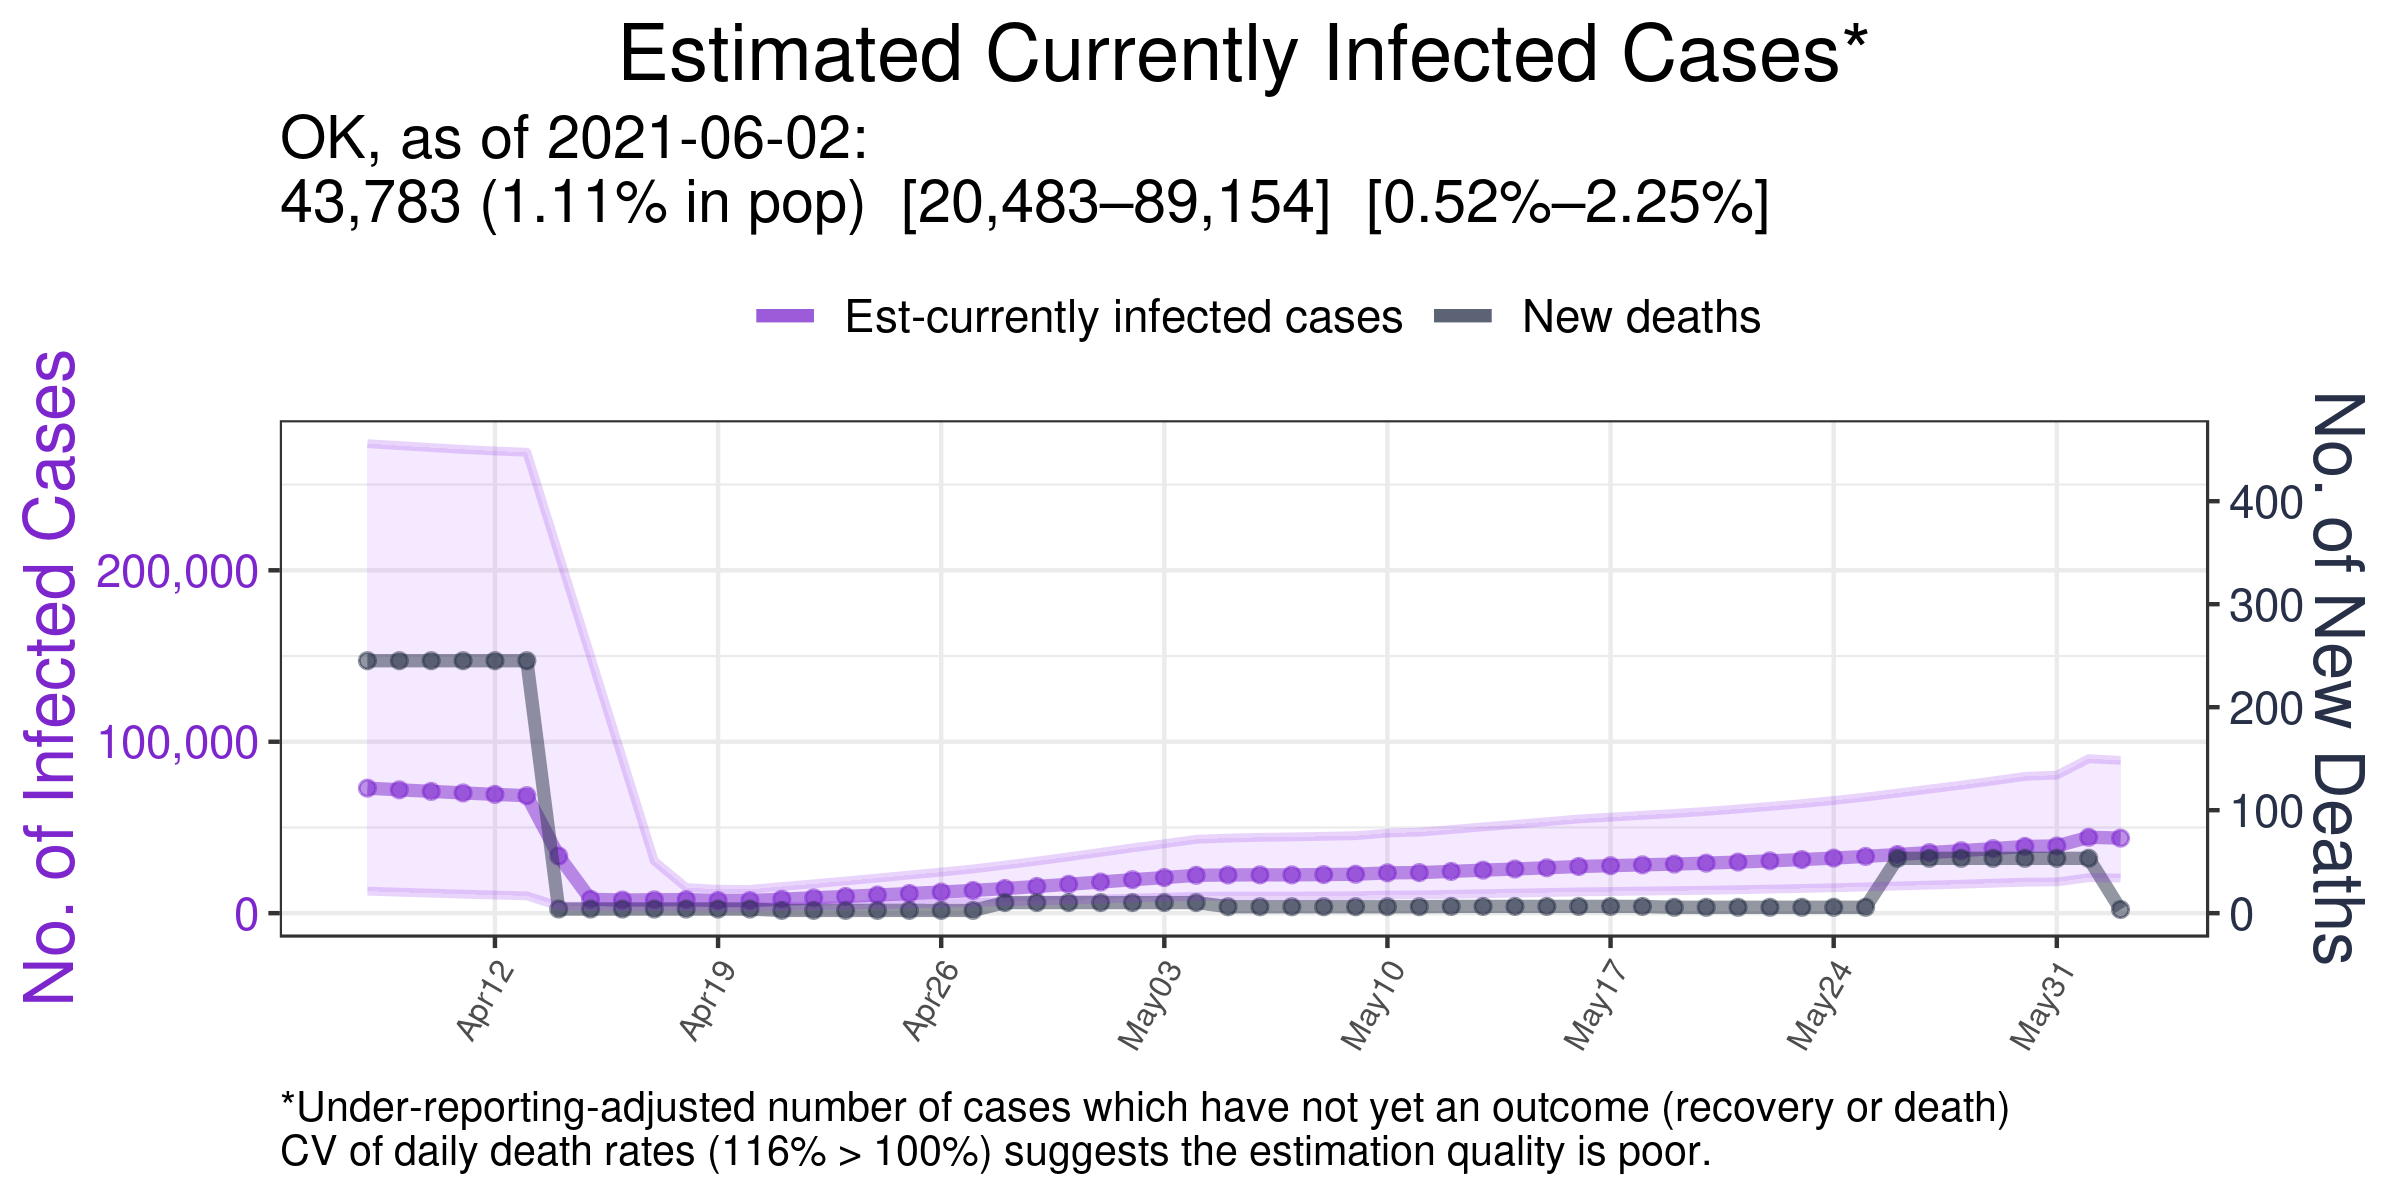 Estimated Currently Infected Cases*
OK, as of 2021-06-02:
43,783 (1.11% in pop)  [20,483–89,154]  [0.52%–2.25%]
Est-currently infected cases
New deaths
No. of Infected Cases
200,000
100,000
0
400
300
200
100
0
No. of New Deaths
Apr12
Apr19
Apr26
May03
May10
May17
May24
May31
*Under-reporting-adjusted number of cases which have not yet an outcome (recovery or death)
CV of daily death rates (116% > 100%) suggests the estimation quality is poor.